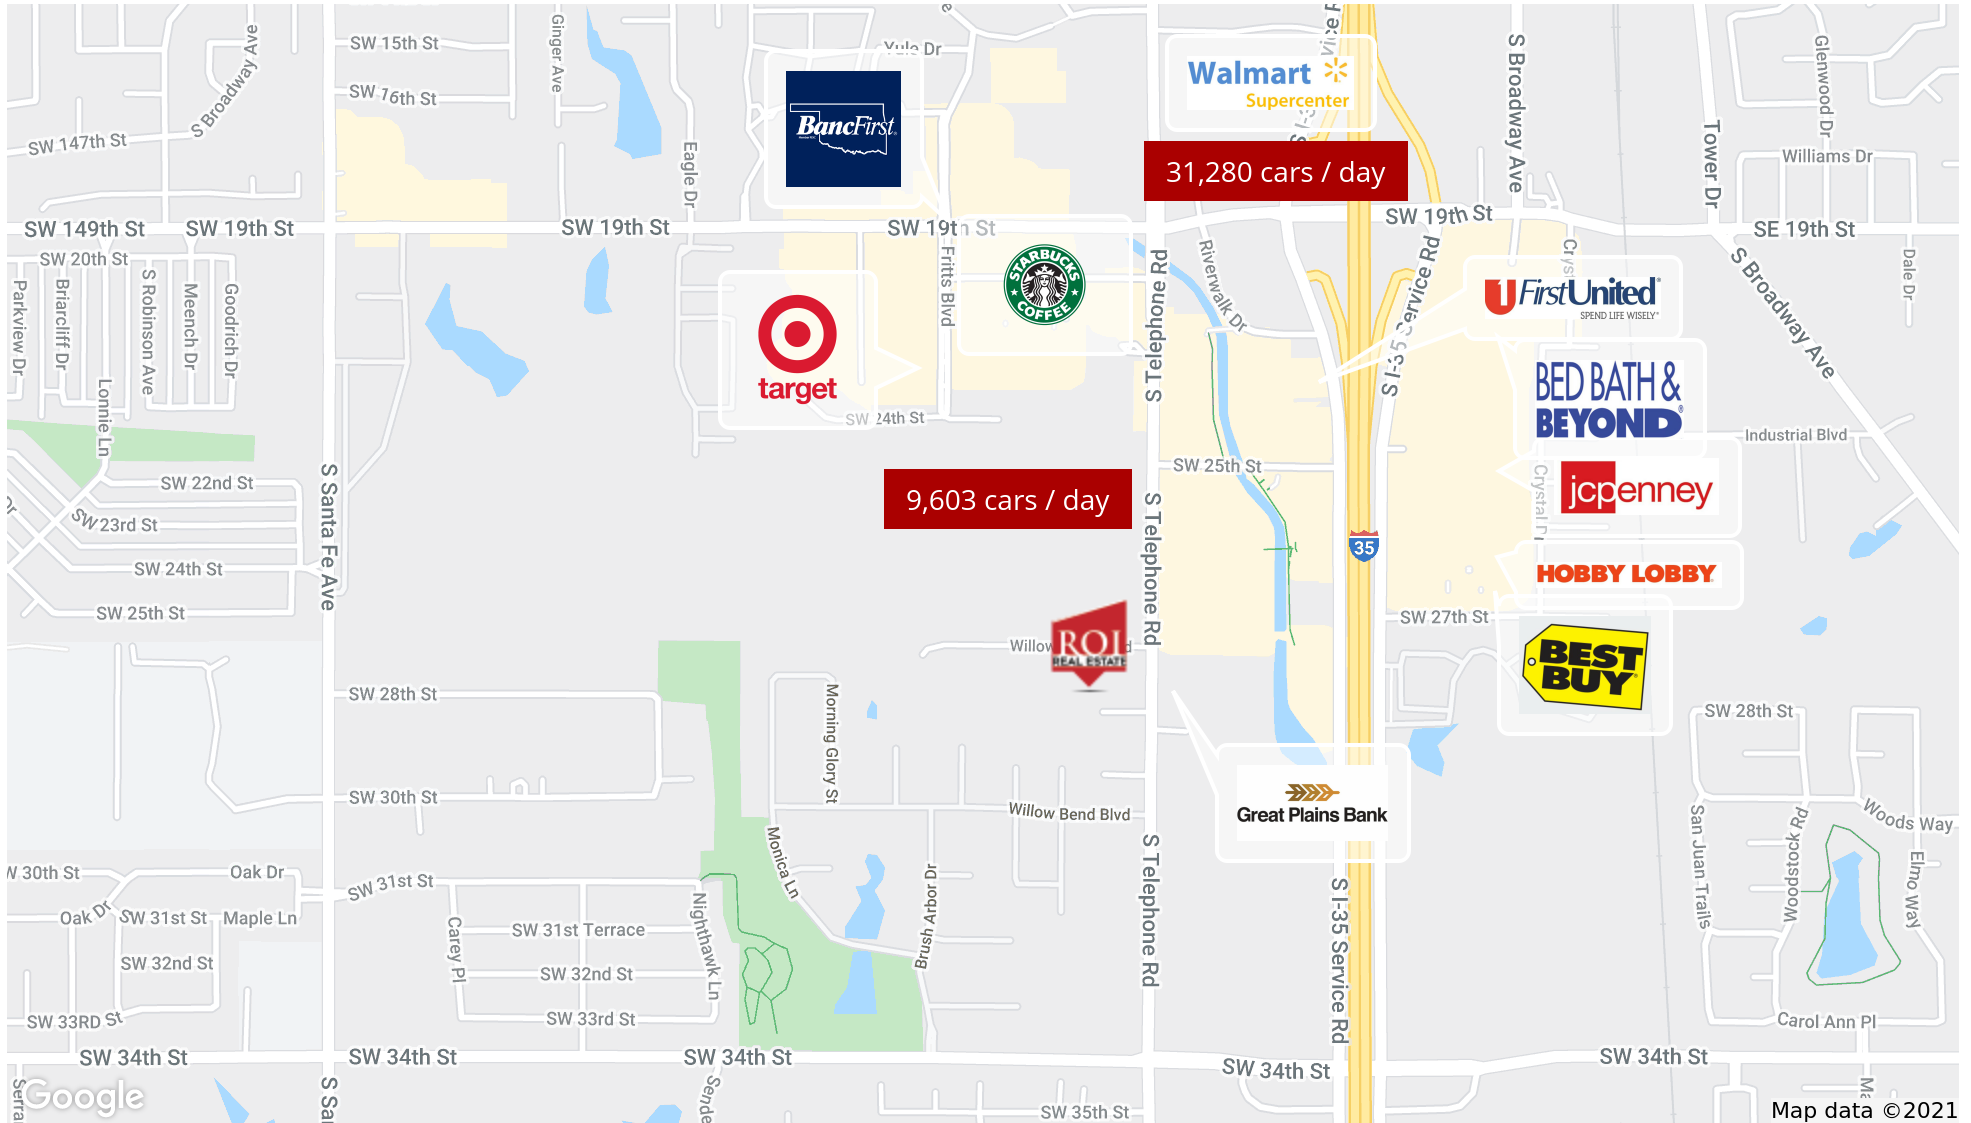 SW 15th St
Ginger Ave
S Broadway Ave
Yule Dr
SW 16th St
SW 147th St
Eagle Dr
BancFirst
Walmart
Supercenter
S Broadway Ave
Tower Dr
Glenwood Dr
Williams Dr
31,280 cars / day
SW 149th St
SW 19th St
SW 19th St
SW 19th St
SW 19th St
SE 19th St
SW 20th St
Parkview Dr
Briarcliff Dr
S Robinson Ave
Meench Dr
Goodrich Dr
Lonnie Ln
Fritts Blvd
STARBUCKS
COFFEE
S Telephone Rd
Riverwalk Dr
S I-35 Service Rd
1 FirstUnited
SPEND LIFE WISELY
Dale Dr
S Broadway Ave
target
SW 24th St
BED BATH &
BEYOND
Industrial Blvd
SW 25th St
jcpenney
Crystal Dr
SW 22nd St
SW 23rd St
SW 24th St
SW 25th St
S Santa Fe Ave
9,603 cars / day
S Telephone Rd
35
HOBBY LOBBY
SW 27th St
ROI
REAL ESTATE
BEST
BUY
SW 28th St
Morning Glory St
SW 28th St
SW 30th St
Willow Bend Blvd
Great Plains Bank
San Juan Trails
Woodstock Rd
Woods Way
Elmo Way
Monica Ln
Brush Arbor Dr
S Telephone Rd
S I-35 Service Rd
W 30th St
Oak Dr
SW 31st St
Oak Dr
SW 31st St
Maple Ln
Carey Pl
SW 31st Terrace
Nighthawk Ln
SW 32nd St
SW 32nd St
SW 33RD St
SW 33rd St
Carol Ann Pl
SW 34th St
SW 34th St
SW 34th St
SW 34th St
SW 34th St
Google
SW 35th St
Map data ©2021